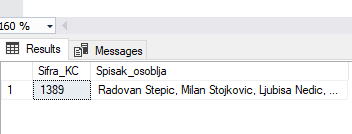 160 %
Results Messages
Sifra_KC Spisak_osoblja
1 1389 Radovan Stepic, Milan Stojkovic, Ljubisa Nedic, ...